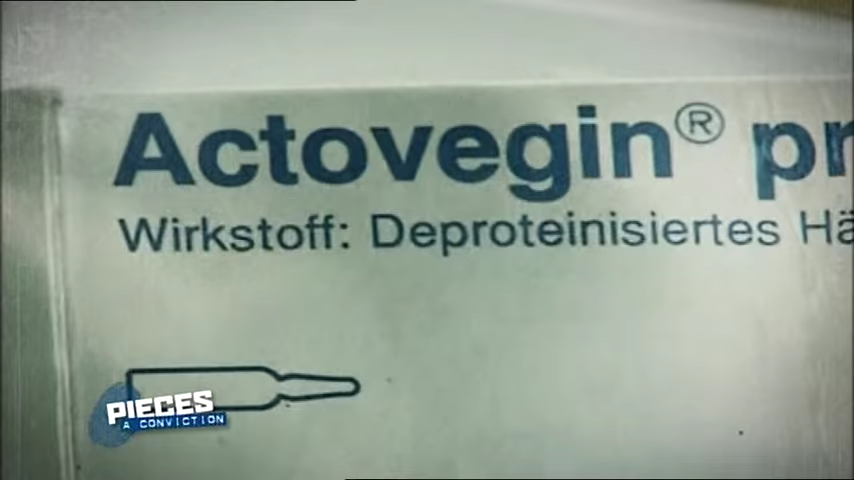 Actovegin® pr
Wirkstoff: Deproteinisiertes Hä
PIECES
A CONVICTION